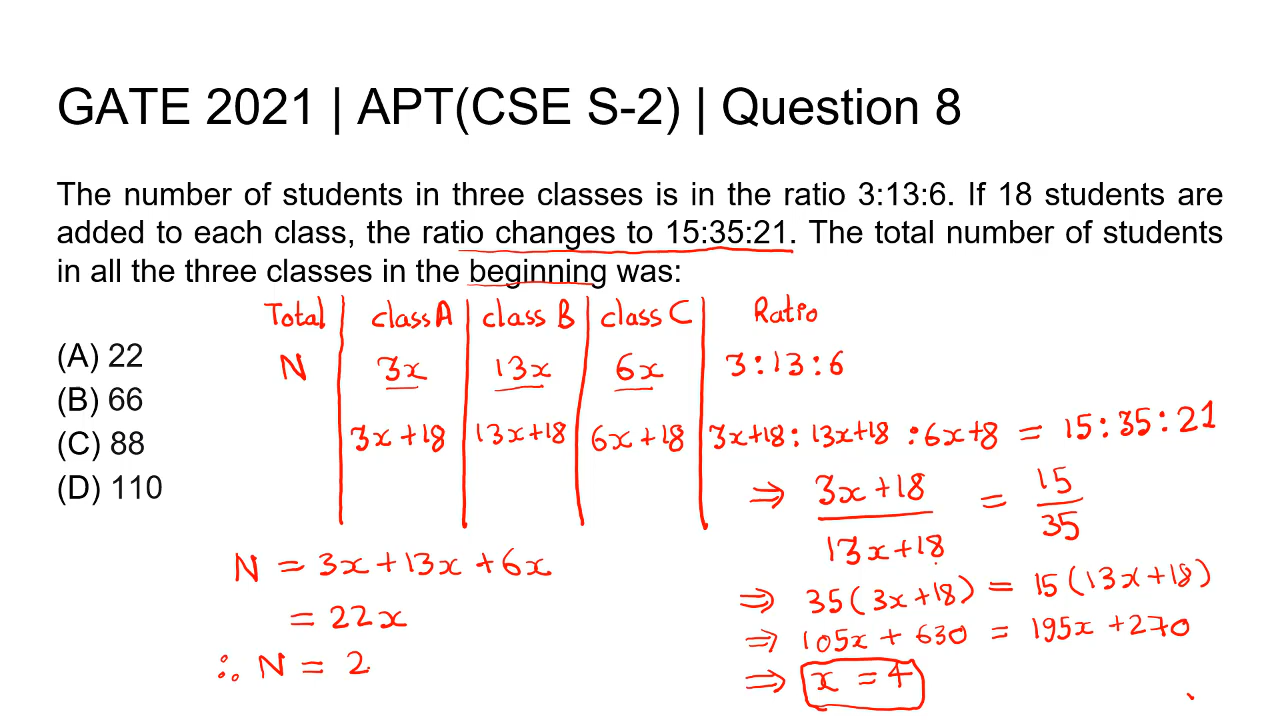 GATE 2021 | APT(CSE S-2) | Question 8
The number of students in three classes is in the ratio 3:13:6. If 18 students are
added to each class, the ratio changes to 15:35:21. The total number of students
in all the three classes in the beginning was:
Total classA class B class C Ratio
(A) 22
N 3x 13x 6x 3:13:6
(B) 66
3x+18 13x+18 6x+18 3x+18 : 13x+18 : 6x+8 = 15:35:21
(C) 88
(D) 110
⇒ 3x+18 / 13x+18 = 15 / 35
N = 3x+13x+6x
⇒ 35(3x+18) = 15(13x+18)
= 22x
⇒ 105x + 630 = 195x + 270
∴ N = 2
⇒ x = 4